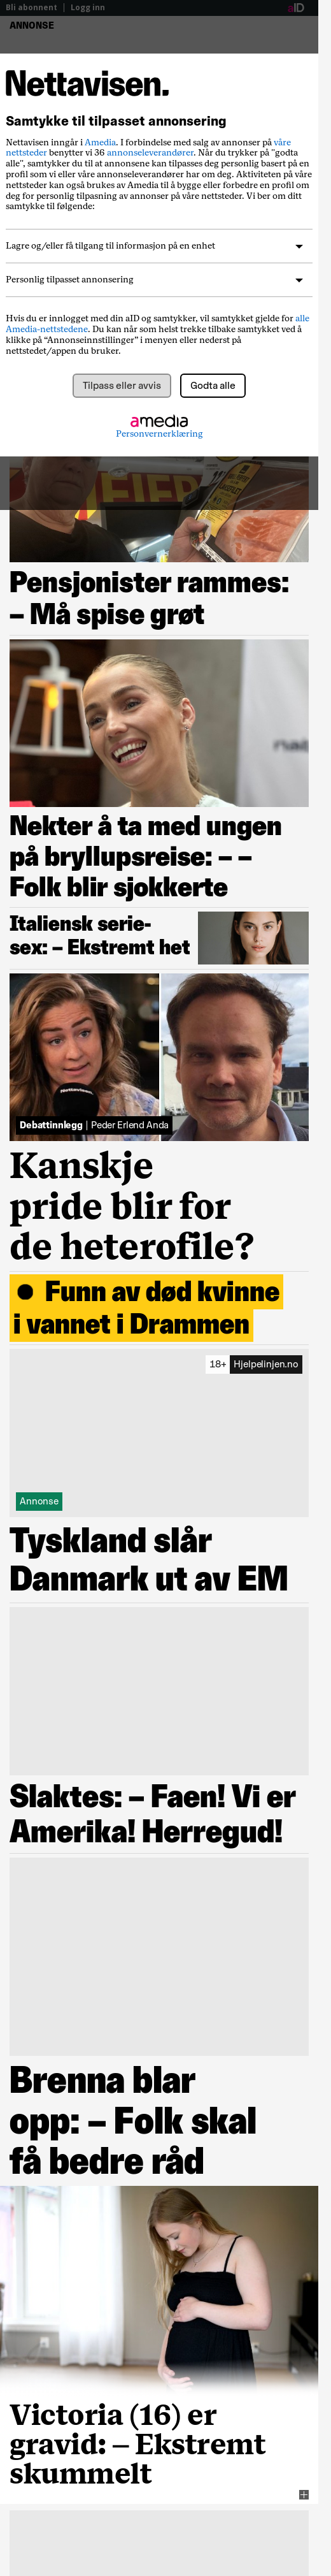 Bli abonnent | Logg inn
aID
ANNONSE
Nettavisen.
Samtykke til tilpasset annonsering
Nettavisen inngår i Amedia. I forbindelse med salg av annonser på våre
nettsteder benytter vi 36 annonseleverandører. Når du trykker på "godta
alle", samtykker du til at annonsene kan tilpasses deg personlig basert på en
profil som vi eller våre annonseleverandører har om deg. Aktiviteten på våre
nettsteder kan også brukes av Amedia til å bygge eller forbedre en profil om
deg for personlig tilpasning av annonser på våre nettsteder. Vi ber om ditt
samtykke til følgende:
Lagre og/eller få tilgang til informasjon på en enhet
Personlig tilpasset annonsering
Hvis du er innlogget med din aID og samtykker, vil samtykket gjelde for alle
Amedia-nettstedene. Du kan når som helst trekke tilbake samtykket ved å
klikke på “Annonseinnstillinger” i menyen eller nederst på
nettstedet/appen du bruker.
Tilpass eller avvis
Godta alle
amedia
Personvernerklæring
Pensjonister rammes:
– Må spise grøt
Nekter å ta med ungen
på bryllupsreise: – –
Folk blir sjokkerte
Italiensk serie-
sex: – Ekstremt het
Nettavisen
Debattinnlegg | Peder Erlend Anda
Kanskje
pride blir for
de heterofile?
Funn av død kvinne
i vannet i Drammen
18+ Hjelpelinjen.no
Annonse
Tyskland slår
Danmark ut av EM
Slaktes: – Faen! Vi er
Amerika! Herregud!
Brenna blar
opp: – Folk skal
få bedre råd
Victoria (16) er
gravid: – Ekstremt
skummelt